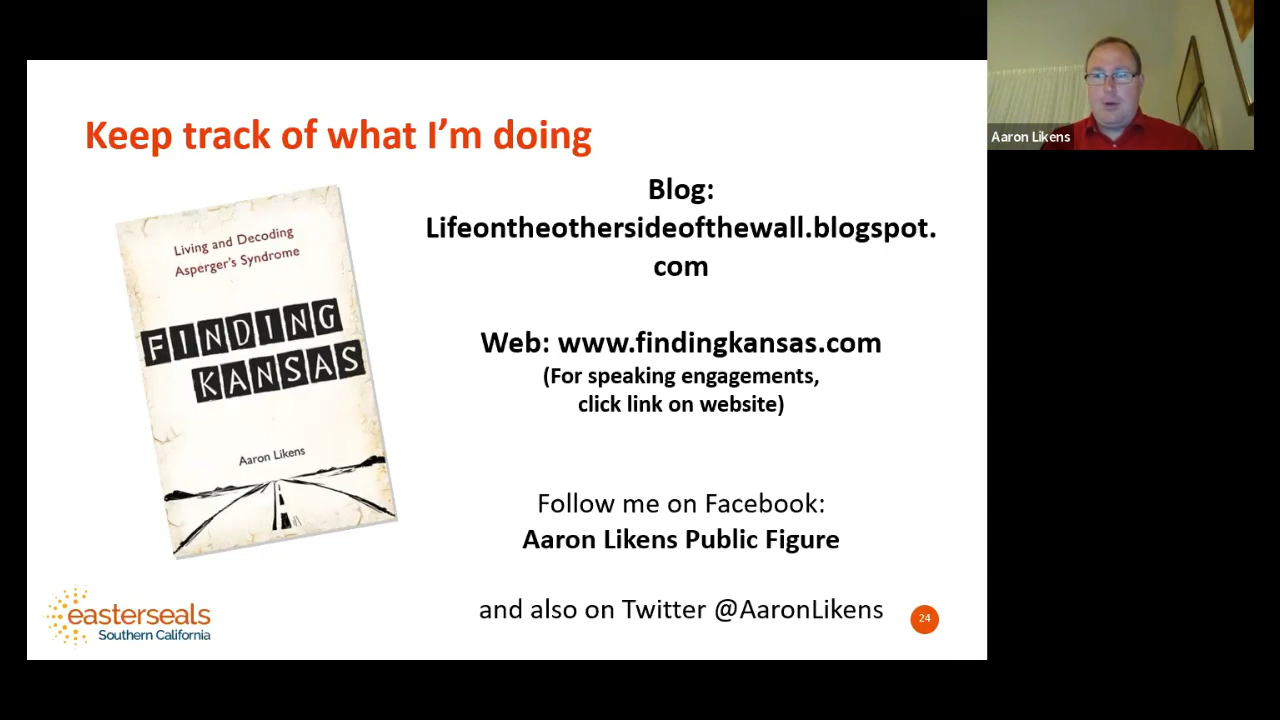 Keep track of what I'm doing
Living and Decoding
Asperger's Syndrome
FINDING
KANSAS
Aaron Likens
Blog:
Lifeontheothersideofthewall.blogspot.
com
Web: www.findingkansas.com
(For speaking engagements,
click link on website)
Follow me on Facebook:
Aaron Likens Public Figure
and also on Twitter @AaronLikens
easterseals
Southern California
24
Aaron Likens